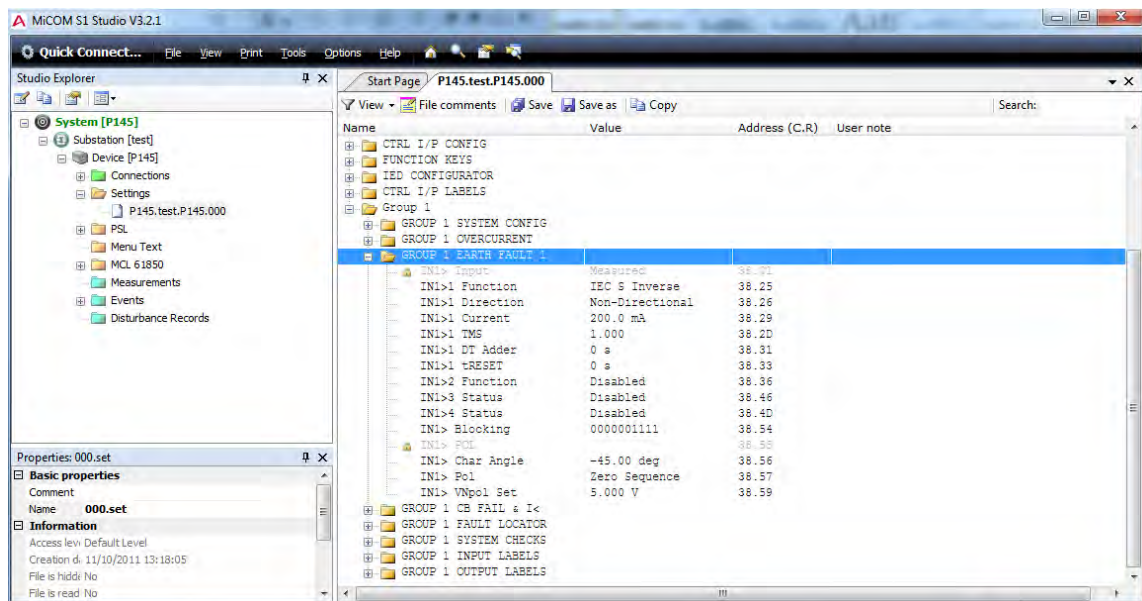 MiCOM S1 Studio V3.2.1
Quick Connect... File View Print Tools Options Help
Studio Explorer
System [P145]
Substation [test]
Device [P145]
Connections
Settings
P145.test.P145.000
PSL
Menu Text
MCL 61850
Measurements
Events
Disturbance Records
Properties: 000.set
Basic properties
Comment
Name 000.set
Information
Access leve Default Level
Creation d. 11/10/2011 13:18:05
File is hidde No
File is read No
Start Page P145.test.P145.000
View File comments Save Save as Copy Search:
Name Value Address (C.R) User note
CTRL I/P CONFIG
FUNCTION KEYS
IED CONFIGURATOR
CTRL I/P LABELS
Group 1
GROUP 1 SYSTEM CONFIG
GROUP 1 OVERCURRENT
GROUP 1 EARTH FAULT 1
IN1> Input Measured
IN1>1 Function IEC S Inverse 38.25
IN1>1 Direction Non-Directional 38.26
IN1>1 Current 200.0 mA 38.29
IN1>1 TMS 1.000 38.2D
IN1>1 DT Adder 0 s 38.31
IN1>1 tRESET 0 s 38.33
IN1>2 Function Disabled 38.36
IN1>3 Status Disabled 38.46
IN1>4 Status Disabled 38.4D
IN1> Blocking 0000001111 38.54
IN1> POL 38.55
IN1> Char Angle -45.00 deg 38.56
IN1> Pol Zero Sequence 38.57
IN1> VNpol Set 5.000 V 38.59
GROUP 1 CB FAIL & I<
GROUP 1 FAULT LOCATOR
GROUP 1 SYSTEM CHECKS
GROUP 1 INPUT LABELS
GROUP 1 OUTPUT LABELS